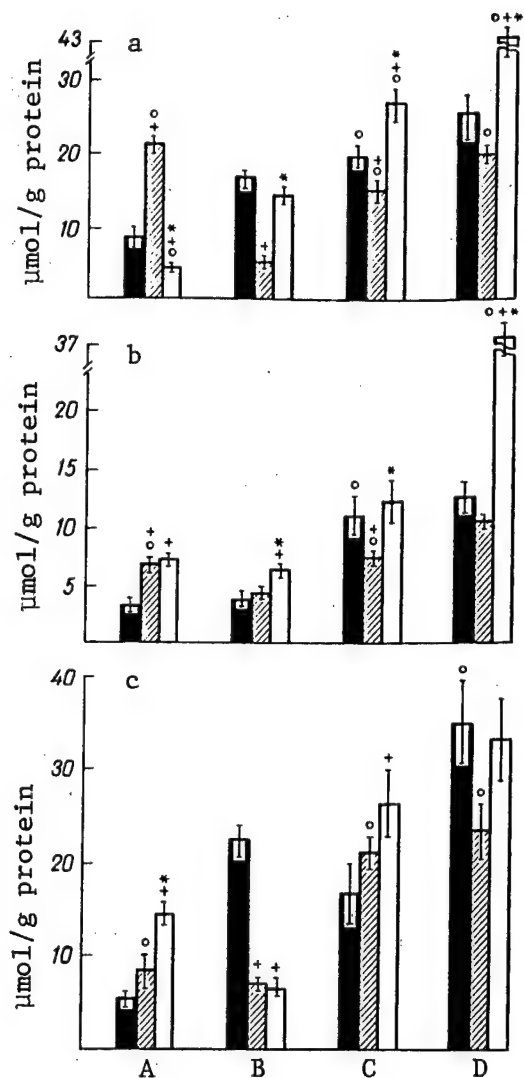 o + *
43
a
30
20
10
µmol/g protein
o
+
*
+
o
+
o
*
+
o
*
o
+
o
*
+
o
o
37
b
20
15
10
5
µmol/g protein
o + *
+
o
+
*
+
o
+
o
*
40
c
30
20
10
µmol/g protein
*
+
o
+
+
o
+
o
o
A
B
C
D